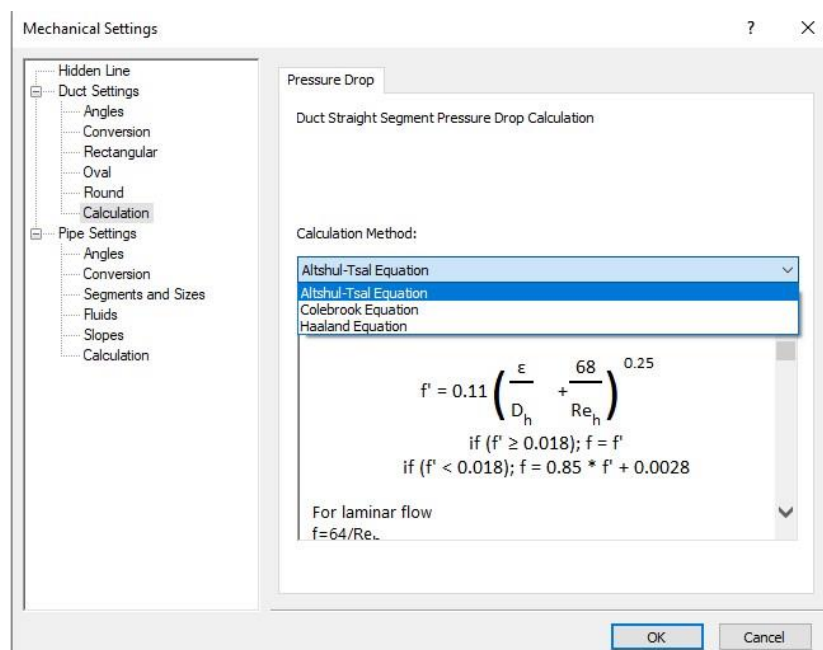 Mechanical Settings
?
Hidden Line
Duct Settings
Angles
Conversion
Rectangular
Oval
Round
Calculation
Pipe Settings
Angles
Conversion
Segments and Sizes
Fluids
Slopes
Calculation
Pressure Drop
Duct Straight Segment Pressure Drop Calculation
Calculation Method:
Altshul-Tsal Equation
Altshul-Tsal Equation
Colebrook Equation
Haaland Equation
f' = 0.11 ( ε / D_h + 68 / Re_h ) ^0.25
if (f' ≥ 0.018); f = f'
if (f' < 0.018); f = 0.85 * f' + 0.0028
For laminar flow
f=64/Re_h
OK
Cancel